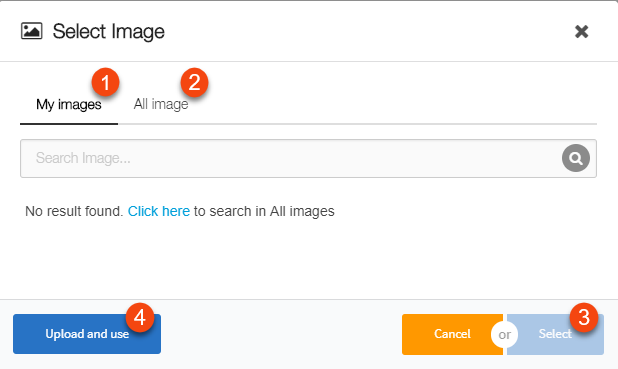 Select Image
1
2
My images
All image
Search Image...
No result found. Click here to search in All images
4
3
Upload and use
Cancel or Select